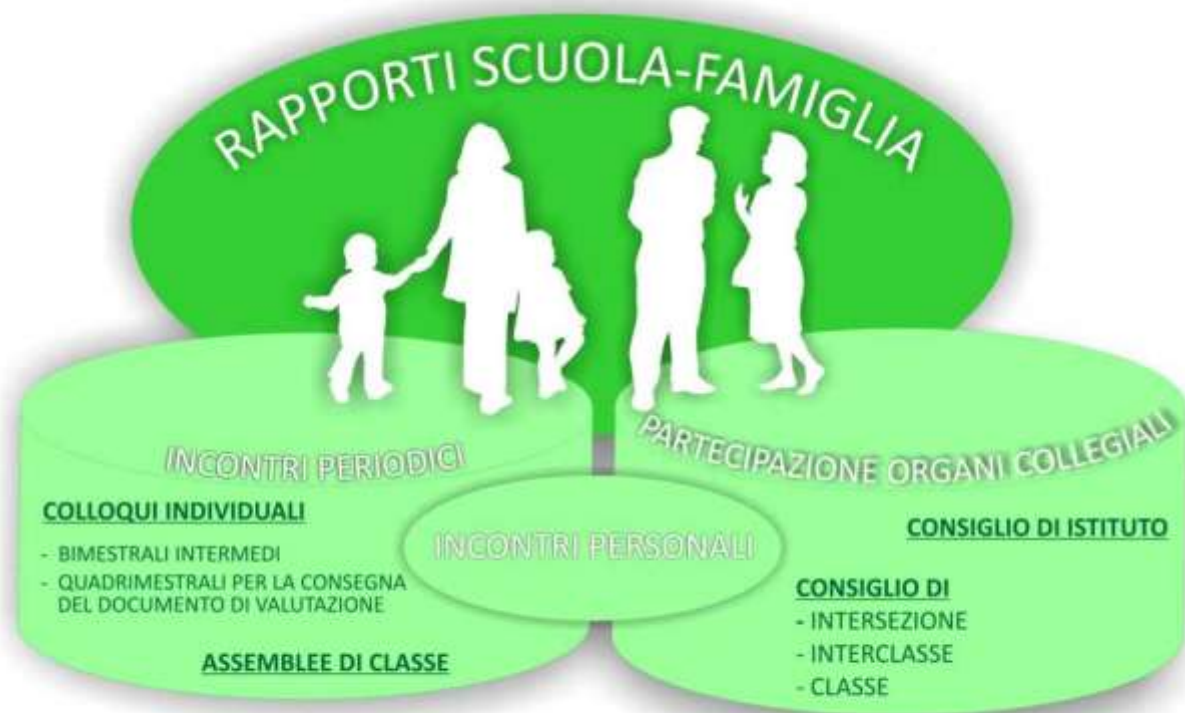 RAPPORTI SCUOLA-FAMIGLIA
INCONTRI PERIODICI
COLLOQUI INDIVIDUALI
- BIMESTRALI INTERMEDI
- QUADRIMESTRALI PER LA CONSEGNA
DEL DOCUMENTO DI VALUTAZIONE
ASSEMBLEE DI CLASSE
INCONTRI PERSONALI
PARTECIPAZIONE ORGANI COLLEGIALI
CONSIGLIO DI ISTITUTO
CONSIGLIO DI
- INTERSEZIONE
- INTERCLASSE
- CLASSE